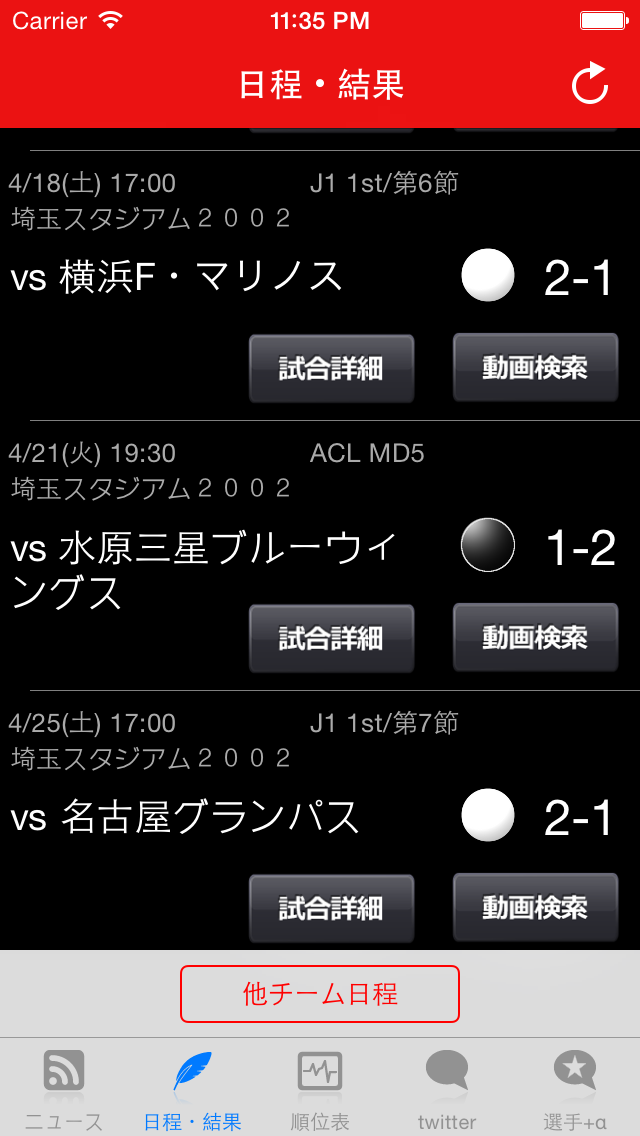 Carrier 11:35 PM
日程・結果
4/18(土) 17:00 J1 1st/第6節
埼玉スタジアム２００２
vs 横浜F・マリノス 2-1
試合詳細 動画検索
4/21(火) 19:30 ACL MD5
埼玉スタジアム２００２
vs 水原三星ブルーウィ 1-2
ングス
試合詳細 動画検索
4/25(土) 17:00 J1 1st/第7節
埼玉スタジアム２００２
vs 名古屋グランパス 2-1
試合詳細 動画検索
他チーム日程
ニュース 日程・結果 順位表 twitter 選手+α